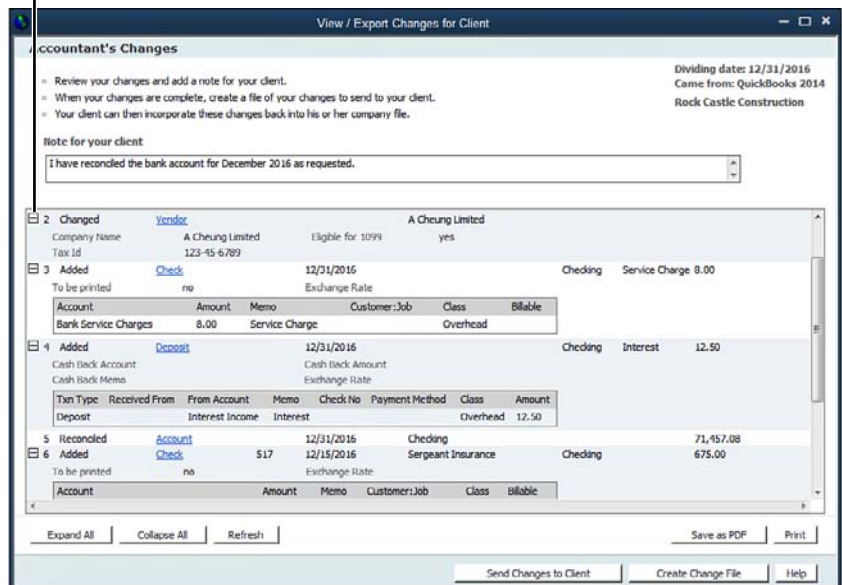 View / Export Changes for Client
Accountant's Changes
Dividing date: 12/31/2016
Came from: QuickBooks 2014
Rock Castle Construction
Review your changes and add a note for your client.
When your changes are complete, create a file of your changes to send to your client.
Your client can then incorporate these changes back into his or her company file.
Note for your client
I have reconciled the bank account for December 2016 as requested.
2 Changed Vendor A Cheung Limited
Company Name A Cheung Limited Eligible for 1099 yes
Tax Id 123-45-6789
3 Added Check 12/31/2016 Checking Service Charge 8.00
To be printed no Exchange Rate
Account Amount Memo Customer:Job Class Billable
Bank Service Charges 8.00 Service Charge Overhead
4 Added Deposit 12/31/2016 Checking Interest 12.50
Cash Back Account Cash Back Amount
Cash Back Memo Exchange Rate
Txn Type Received From From Account Memo Check No Payment Method Class Amount
Deposit Interest Income Interest Overhead 12.50
5 Reconciled Account 12/31/2016 Checking 71,457.08
6 Added Check 517 12/15/2016 Sergeant Insurance Checking 675.00
To be printed no Exchange Rate
Account Amount Memo Customer:Job Class Billable
Expand All Collapse All Refresh Save as PDF Print
Send Changes to Client Create Change File Help